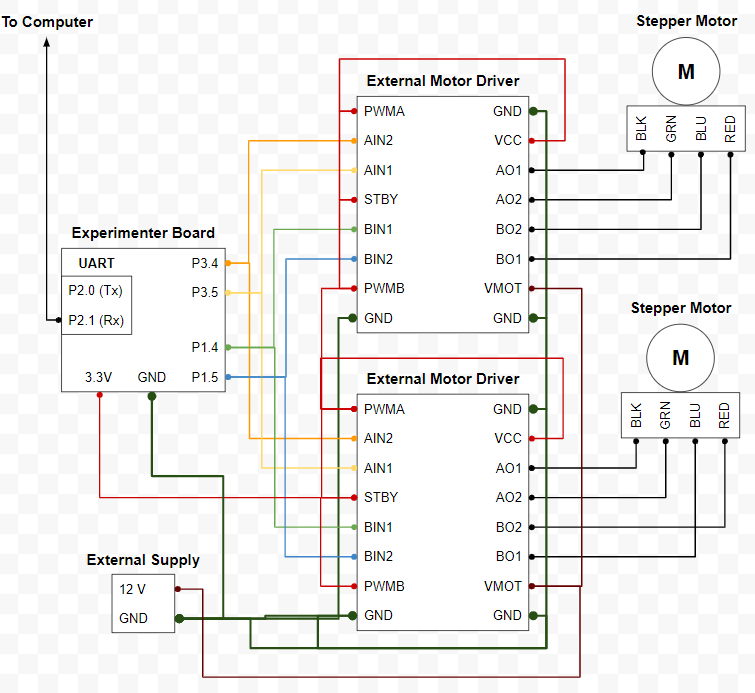 To Computer
Stepper Motor
M
BLK GRN BLU RED
External Motor Driver
PWMA GND
AIN2 VCC
AIN1 AO1
STBY AO2
BIN1 BO2
BIN2 BO1
PWMB VMOT
GND GND
Experimenter Board
UART P3.4
P2.0 (Tx) P3.5
P2.1 (Rx)
P1.4
3.3V GND P1.5
Stepper Motor
M
BLK GRN BLU RED
External Motor Driver
PWMA GND
AIN2 VCC
AIN1 AO1
STBY AO2
BIN1 BO2
BIN2 BO1
PWMB VMOT
GND GND
External Supply
12 V
GND